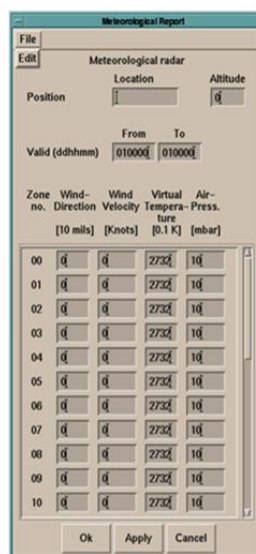 Meteorological Report
File
Edit
Meteorological radar
Location Altitude
Position 0
From To
Valid (ddhhmm) 010000 010000
Zone Wind- Wind Virtual Air-
no. Direction Velocity Tempera- Press.
ture
[10 mils] [Knots] [0.1 K] [mbar]
00 0 0 2732 10
01 0 0 2732 10
02 0 0 2732 10
03 0 0 2732 10
04 0 0 2732 10
05 0 0 2732 10
06 0 0 2732 10
07 0 0 2732 10
08 0 0 2732 10
09 0 0 2732 10
10 0 0 2732 10
Ok Apply Cancel